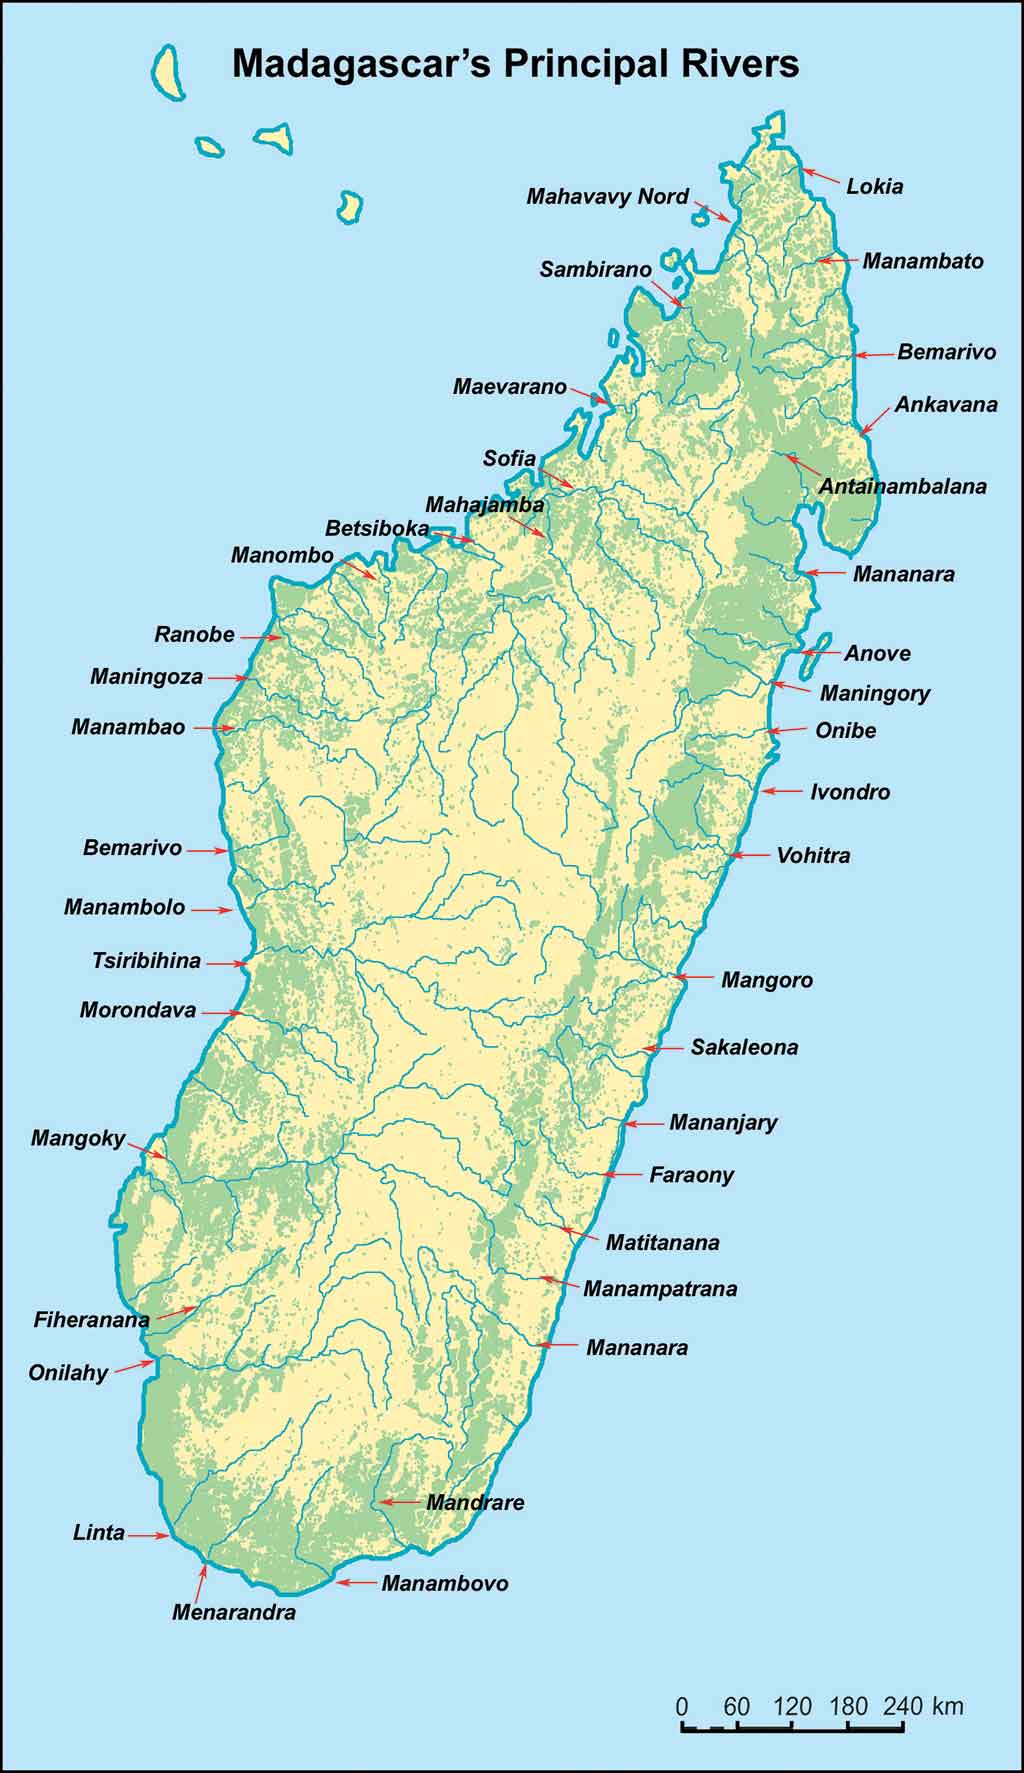 Madagascar's Principal Rivers
Lokia
Mahavavy Nord
Manambato
Sambirano
Bemarivo
Maevarano
Ankavana
Sofia
Antainambalana
Mahajamba
Betsiboka
Manombo
Mananara
Ranobe
Anove
Maningoza
Maningory
Manambao
Onibe
Ivondro
Bemarivo
Vohitra
Manambolo
Tsiribihina
Mangoro
Morondava
Sakaleona
Mananjary
Mangoky
Faraony
Matitanana
Manampatrana
Fiheranana
Mananara
Onilahy
Mandrare
Linta
Manambovo
Menarandra
0 60 120 180 240 km